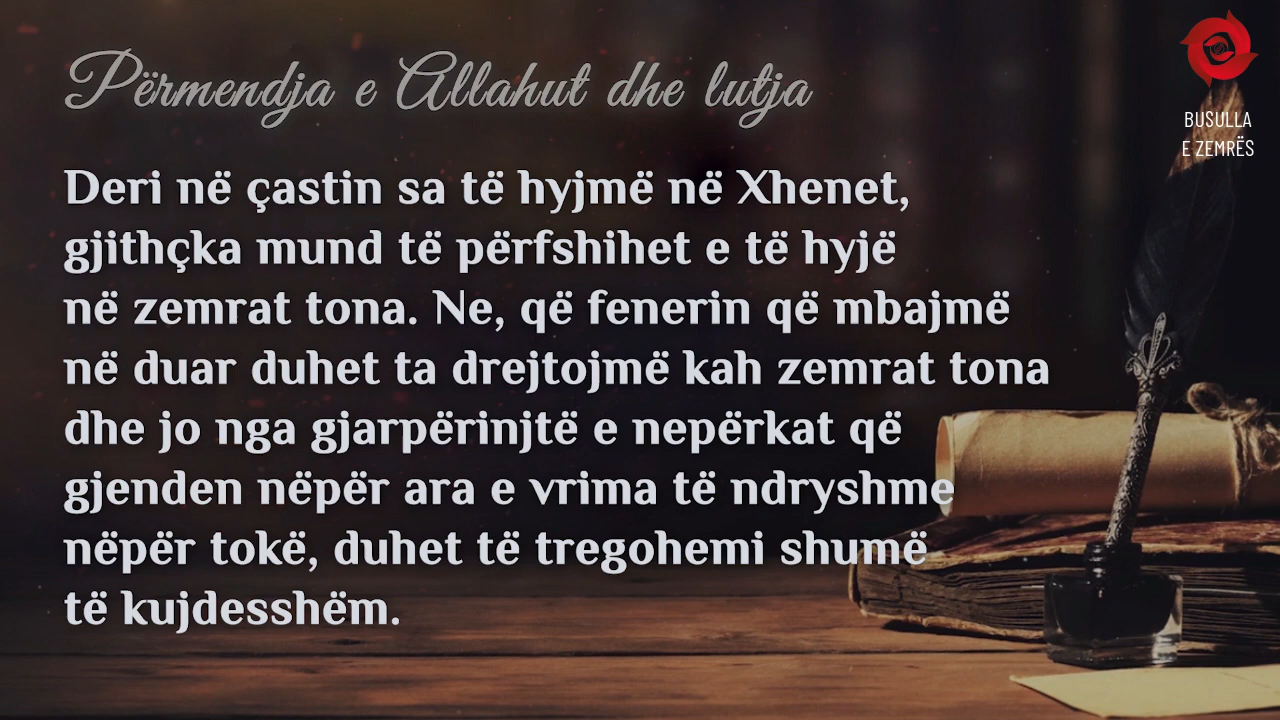 Përmendja e Allahut dhe lutja
BUSULLA
E ZEMRËS
Deri në çastin sa të hyjmë në Xhenet,
gjithçka mund të përfshihet e të hyjë
në zemrat tona. Ne, që fenerin që mbajmë
në duar duhet ta drejtojmë kah zemrat tona
dhe jo nga gjarpërinjtë e nepërkat që
gjenden nëpër ara e vrima të ndryshme
nëpër tokë, duhet të tregohemi shumë
të kujdesshëm.